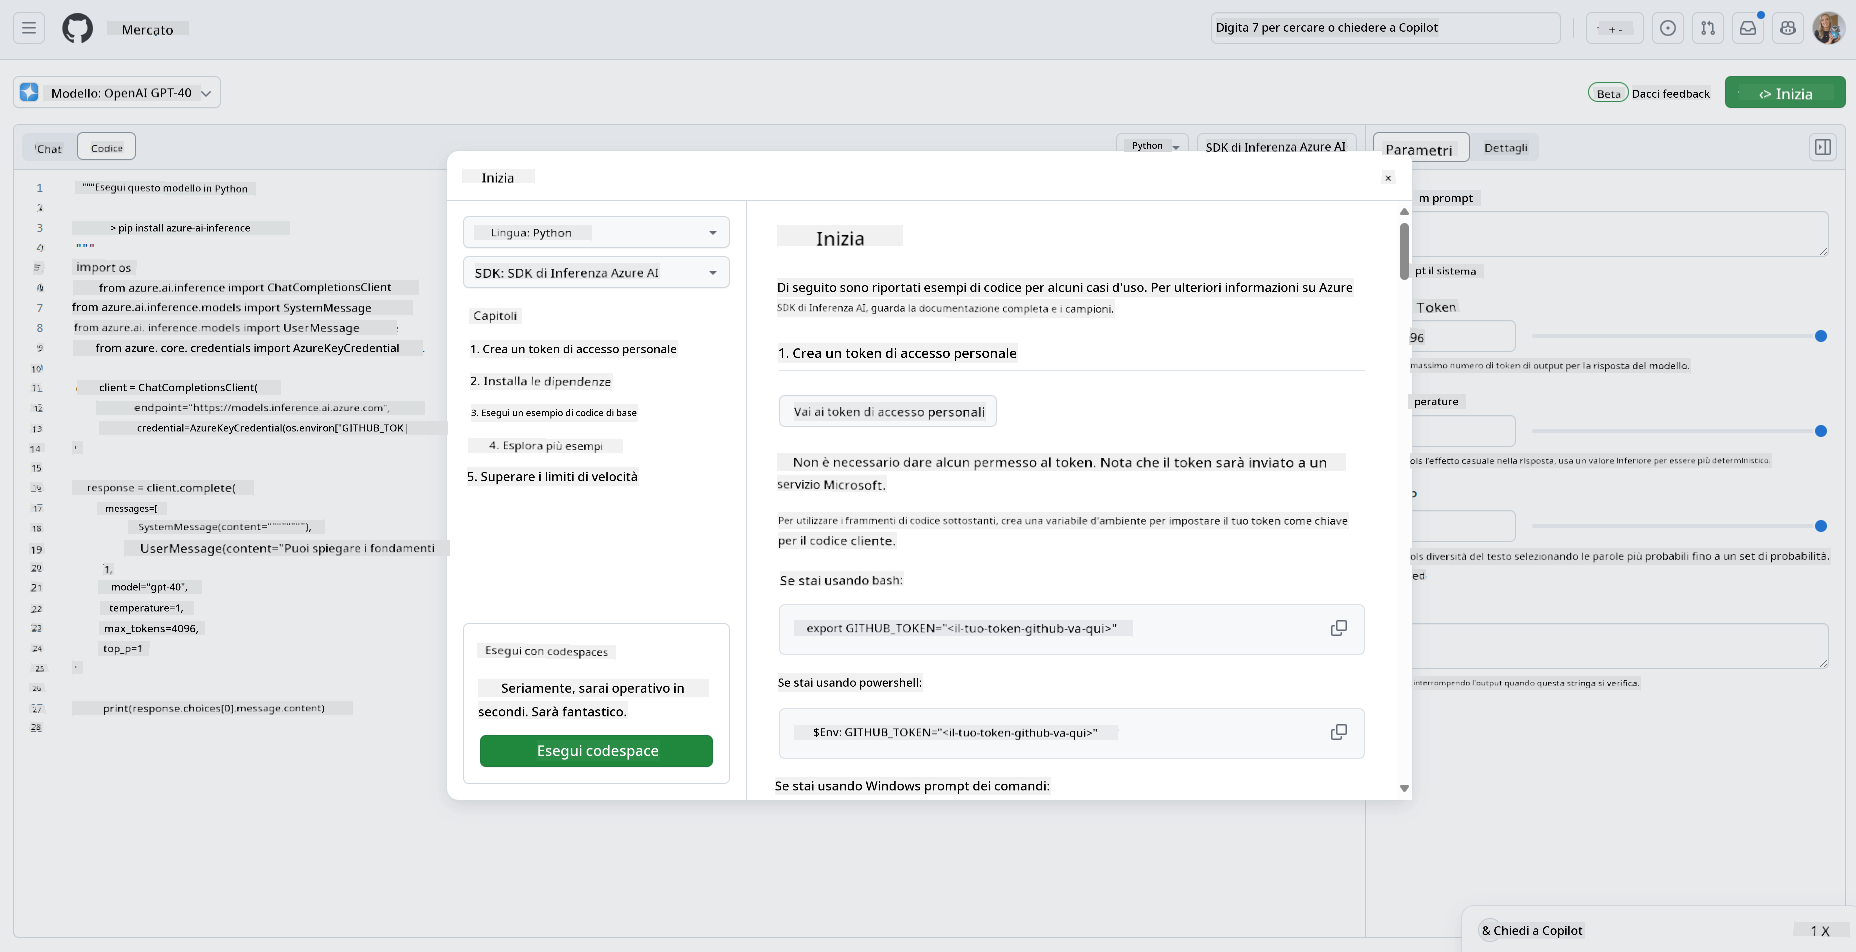 Mercato
Digita 7 per cercare o chiedere a Copilot
Modello: OpenAI GPT-40
Beta
Dacci feedback
<> Inizia
Chat
Codice
Python
SDK di Inferenza Azure AI
Parametri
Dettagli
1 """Esegui questo modello in Python
2
3 > pip install azure-ai-inference
4 """
5 import os
6 from azure.ai.inference import ChatCompletionsClient
7 from azure.ai.inference.models import SystemMessage
8 from azure.ai. inference.models import UserMessage
9 from azure. core. credentials import AzureKeyCredential
10
11 client = ChatCompletionsClient(
12 endpoint="https://models.inference.ai.azure.com",
13 credential=AzureKeyCredential(os.environ["GITHUB_TOK
14
15
16 response = client.complete(
17 messages=[
18 SystemMessage(content=""""""""),
19 UserMessage(content="Puoi spiegare i fondamenti
20 ],
21 model="gpt-40",
22 temperature=1,
23 max_tokens=4096,
24 top_p=1
25
26
27 print(response.choices[0].message.content)
28
Inizia
×
Lingua: Python
SDK: SDK di Inferenza Azure AI
Capitoli
1. Crea un token di accesso personale
2. Installa le dipendenze
3. Esegui un esempio di codice di base
4. Esplora più esempi
5. Superare i limiti di velocità
Esegui con codespaces
Seriamente, sarai operativo in
secondi. Sarà fantastico.
Esegui codespace
Inizia
Di seguito sono riportati esempi di codice per alcuni casi d'uso. Per ulteriori informazioni su Azure
SDK di Inferenza AI, guarda la documentazione completa e i campioni.
1. Crea un token di accesso personale
Vai ai token di accesso personali
Non è necessario dare alcun permesso al token. Nota che il token sarà inviato a un
servizio Microsoft.
Per utilizzare i frammenti di codice sottostanti, crea una variabile d'ambiente per impostare il tuo token come chiave
per il codice cliente.
Se stai usando bash:
export GITHUB_TOKEN="<il-tuo-token-github-va-qui>"
Se stai usando powershell:
$Env: GITHUB_TOKEN="<il-tuo-token-github-va-qui>"
Se stai usando Windows prompt dei comandi:
m prompt
pt il sistema
Token
96
massimo numero di token di output per la risposta del modello.
perature
ols l'effetto casuale nella risposta, usa un valore inferiore per essere più deterministico.
ols diversità del testo selezionando le parole più probabili fino a un set di probabilità.
ed
interrompendo l'output quando questa stringa si verifica.
& Chiedi a Copilot
1 X